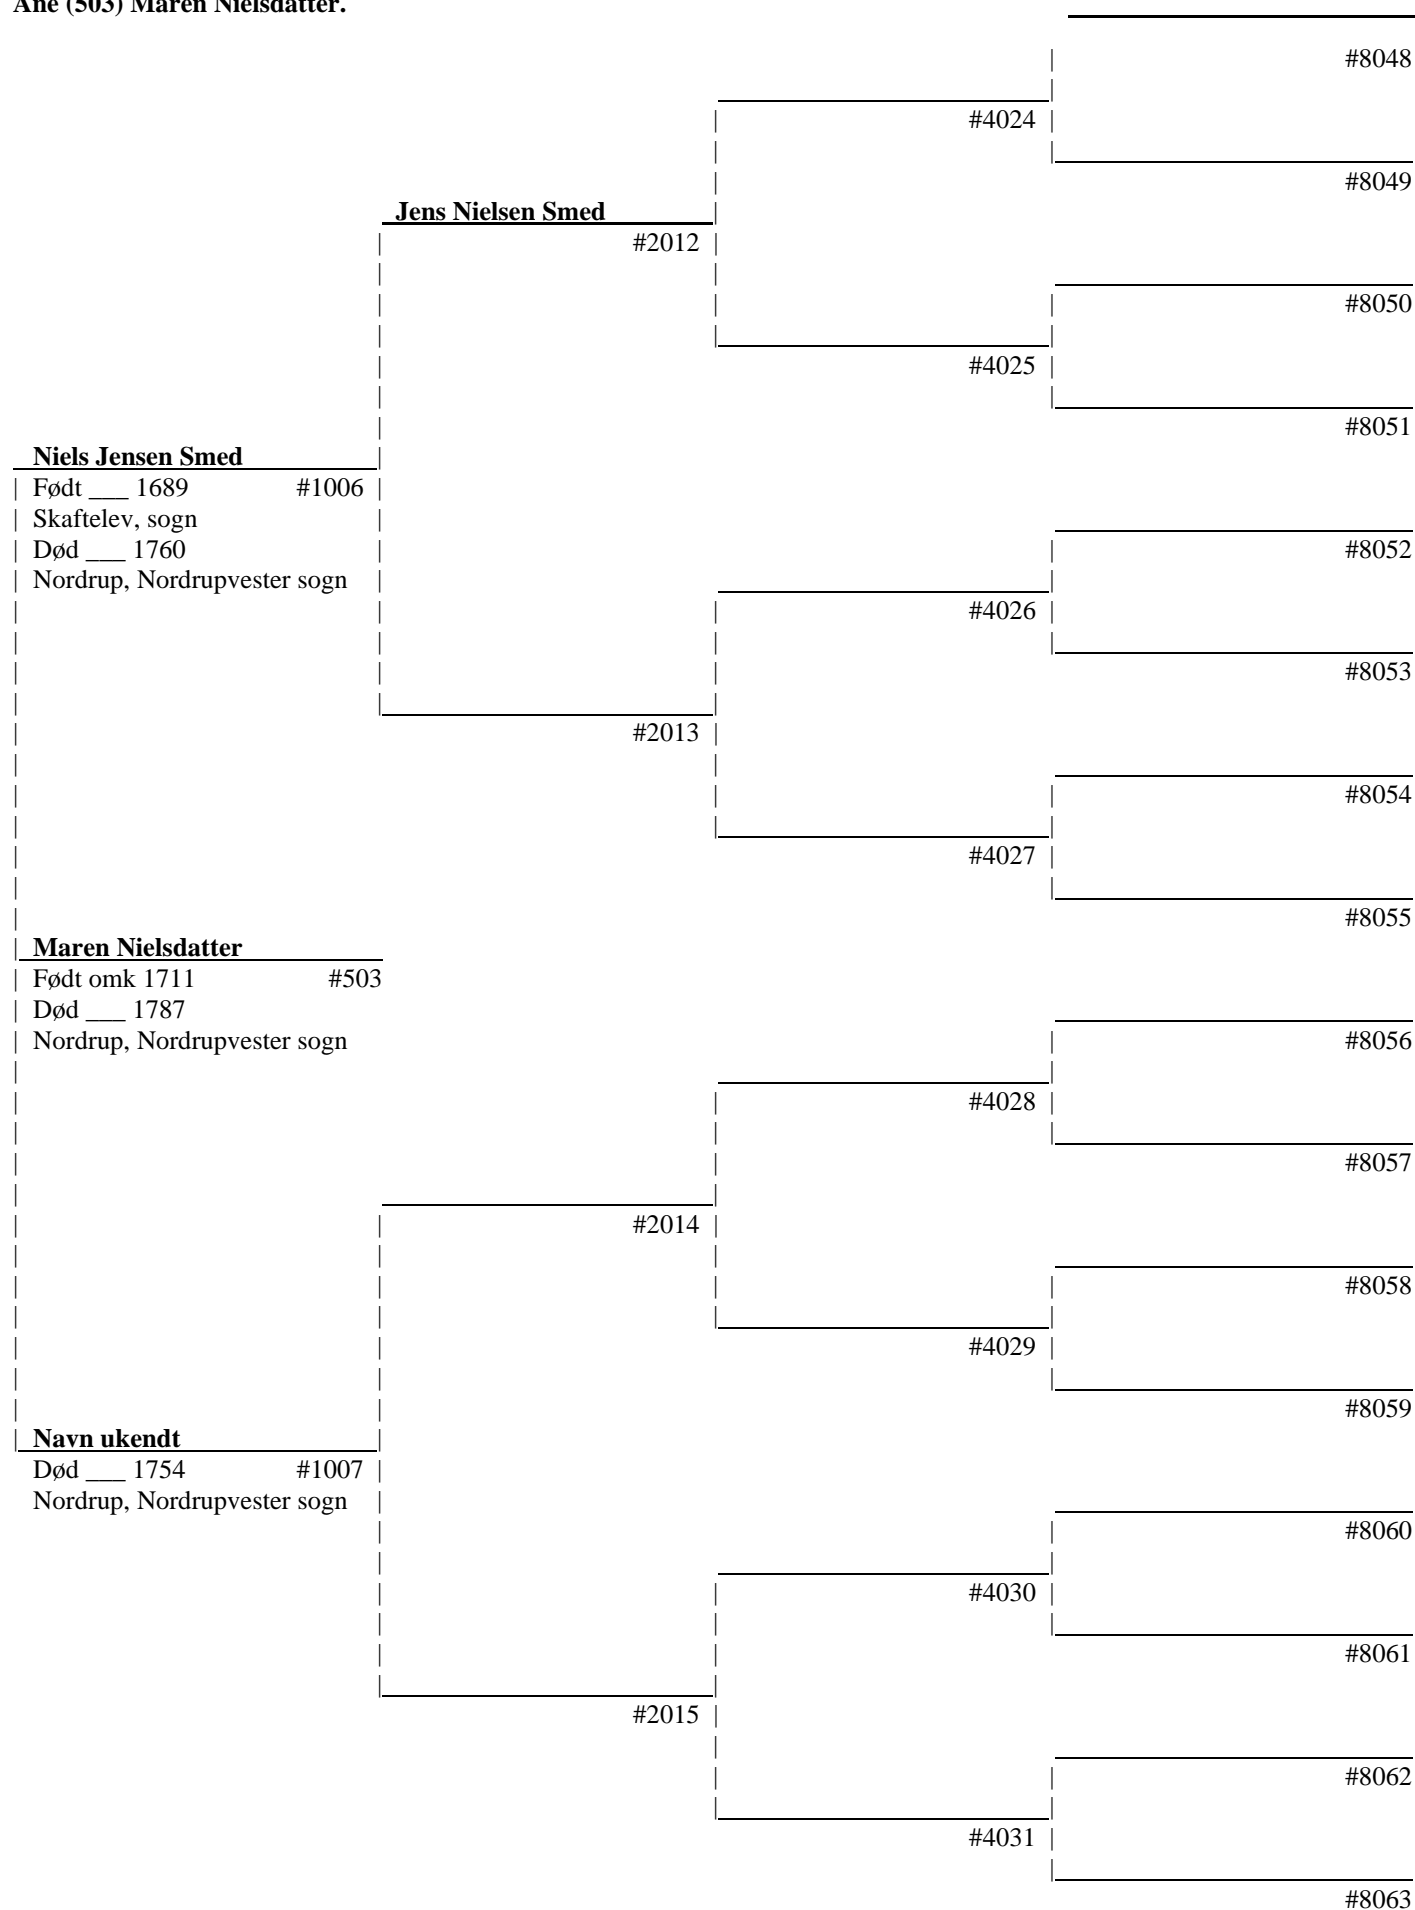 Ane (503) Maren Nielsdatter.
#8048
#4024
#8049
Jens Nielsen Smed
#2012
#8050
#4025
#8051
Niels Jensen Smed
Født ___ 1689 #1006
Skaftelev, sogn
Død ___ 1760
#8052
Nordrup, Nordrupvester sogn
#4026
#8053
#2013
#8054
#4027
#8055
Maren Nielsdatter
Født omk 1711 #503
Død ___ 1787
Nordrup, Nordrupvester sogn
#8056
#4028
#8057
#2014
#8058
#4029
#8059
Navn ukendt
Død ___ 1754 #1007
Nordrup, Nordrupvester sogn
#8060
#4030
#8061
#2015
#8062
#4031
#8063